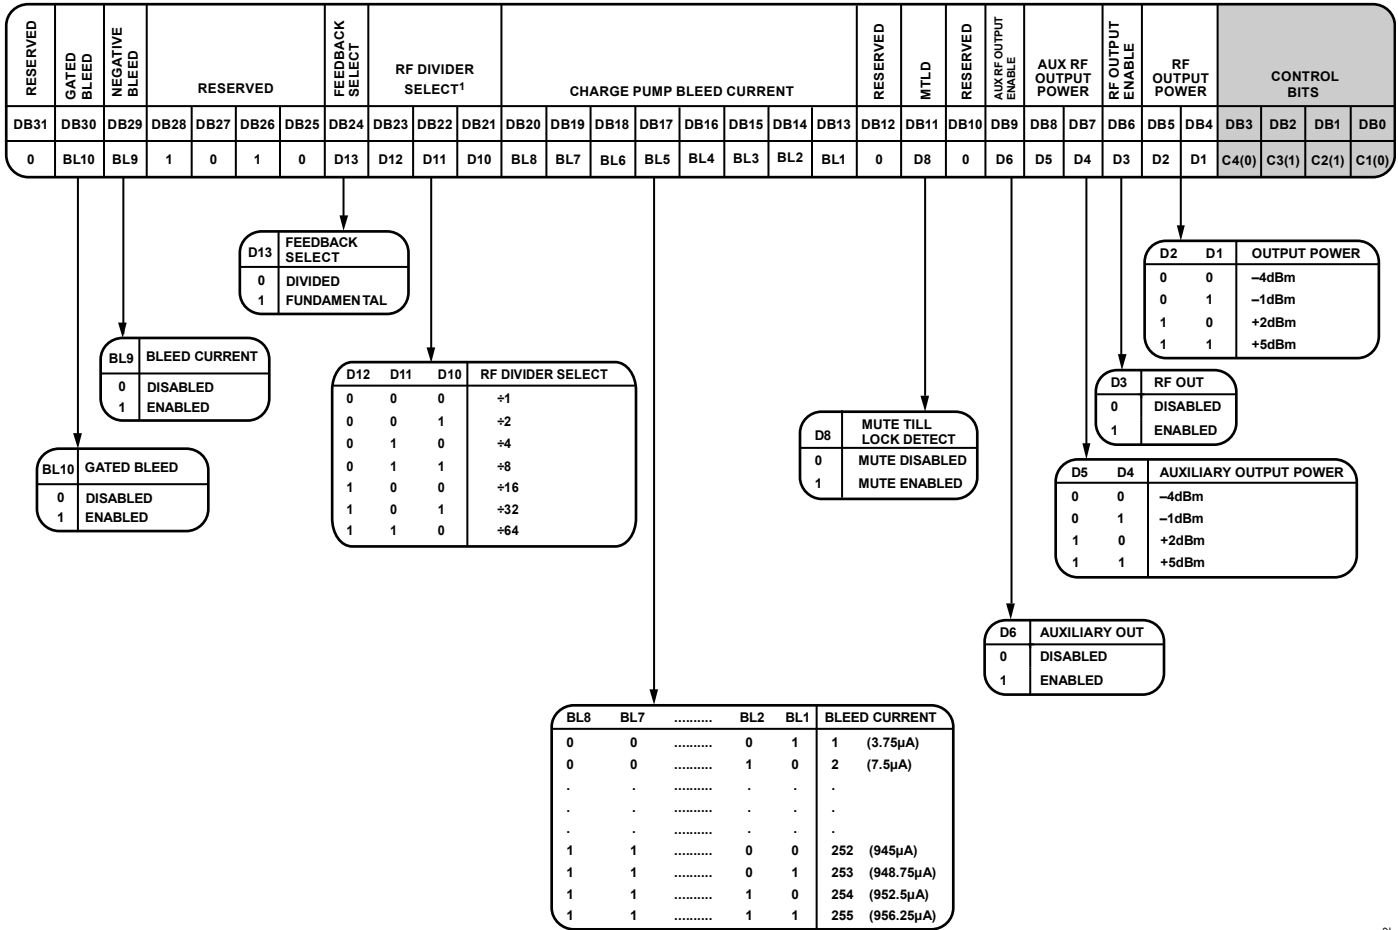 RESERVED
GATED BLEED
NEGATIVE BLEED
RESERVED
FEEDBACK SELECT
RF DIVIDER SELECT1
CHARGE PUMP BLEED CURRENT
RESERVED
MTLD
RESERVED
AUX RF OUTPUT ENABLE
AUX RF OUTPUT POWER
RF OUTPUT ENABLE
RF OUTPUT POWER
CONTROL BITS
DB31 DB30 DB29 DB28 DB27 DB26 DB25 DB24 DB23 DB22 DB21 DB20 DB19 DB18 DB17 DB16 DB15 DB14 DB13 DB12 DB11 DB10 DB9 DB8 DB7 DB6 DB5 DB4 DB3 DB2 DB1 DB0
0 BL10 BL9 1 0 1 0 D13 D12 D11 D10 BL8 BL7 BL6 BL5 BL4 BL3 BL2 BL1 0 D8 0 D6 D5 D4 D3 D2 D1 C4(0) C3(1) C2(1) C1(0)
D13 FEEDBACK SELECT
0 DIVIDED
1 FUNDAMENTAL
D2 D1 OUTPUT POWER
0 0 –4dBm
0 1 –1dBm
1 0 +2dBm
1 1 +5dBm
BL9 BLEED CURRENT
0 DISABLED
1 ENABLED
D12 D11 D10 RF DIVIDER SELECT
0 0 0 ÷1
0 0 1 ÷2
0 1 0 ÷4
0 1 1 ÷8
1 0 0 ÷16
1 0 1 ÷32
1 1 0 ÷64
D3 RF OUT
0 DISABLED
1 ENABLED
D8 MUTE TILL LOCK DETECT
0 MUTE DISABLED
1 MUTE ENABLED
BL10 GATED BLEED
0 DISABLED
1 ENABLED
D5 D4 AUXILIARY OUTPUT POWER
0 0 –4dBm
0 1 –1dBm
1 0 +2dBm
1 1 +5dBm
D6 AUXILIARY OUT
0 DISABLED
1 ENABLED
BL8 BL7 .......... BL2 BL1 BLEED CURRENT
0 0 .......... 0 1 1 (3.75µA)
0 0 .......... 1 0 2 (7.5µA)
. . .......... . . .
. . .......... . . .
. . .......... . . .
1 1 .......... 0 0 252 (945µA)
1 1 .......... 0 1 253 (948.75µA)
1 1 .......... 1 0 254 (952.5µA)
1 1 .......... 1 1 255 (956.25µA)